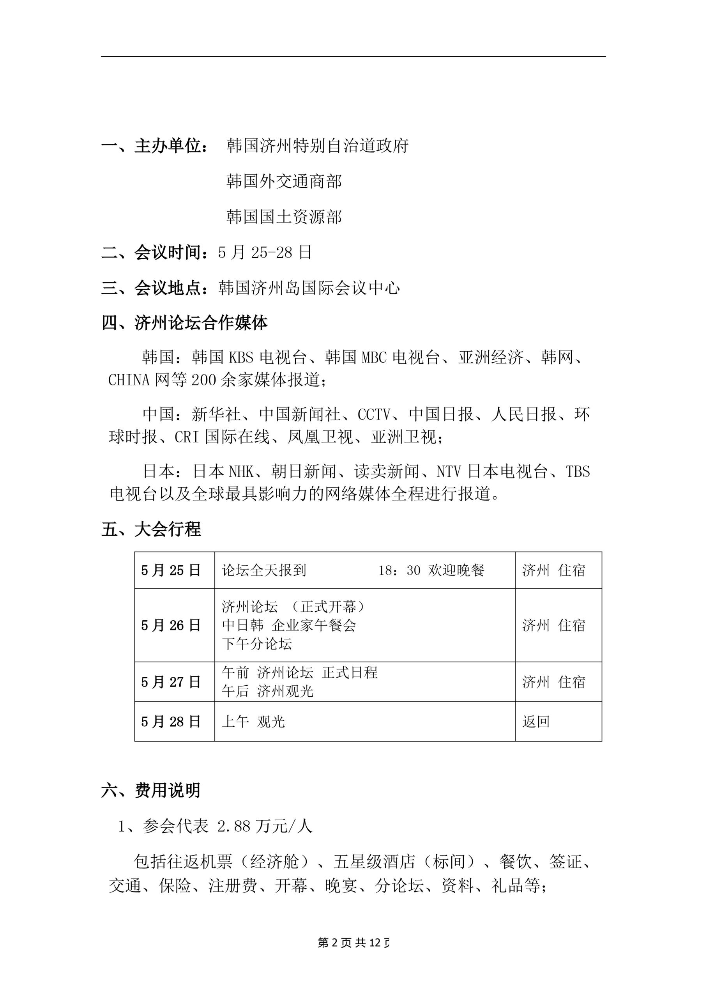 一、主办单位： 韩国济州特别自治道政府
韩国外交通商部
韩国国土资源部
二、会议时间：5 月 25-28 日
三、会议地点：韩国济州岛国际会议中心
四、济州论坛合作媒体
韩国：韩国 KBS 电视台、韩国 MBC 电视台、亚洲经济、韩网、
CHINA 网等 200 余家媒体报道；
中国：新华社、中国新闻社、CCTV、中国日报、人民日报、环
球时报、CRI 国际在线、凤凰卫视、亚洲卫视；
日本：日本 NHK、朝日新闻、读卖新闻、NTV 日本电视台、TBS
电视台以及全球最具影响力的网络媒体全程进行报道。
五、大会行程
5 月 25 日 论坛全天报到 18：30 欢迎晚餐 济州 住宿
济州论坛 （正式开幕）
5 月 26 日 中日韩 企业家午餐会 济州 住宿
下午分论坛
午前 济州论坛 正式日程
5 月 27 日 济州 住宿
午后 济州观光
5 月 28 日 上午 观光 返回
六、费用说明
1、参会代表 2.88 万元/人
包括往返机票（经济舱）、五星级酒店（标间）、餐饮、签证、
交通、保险、注册费、开幕、晚宴、分论坛、资料、礼品等；
第 2 页 共 12 页